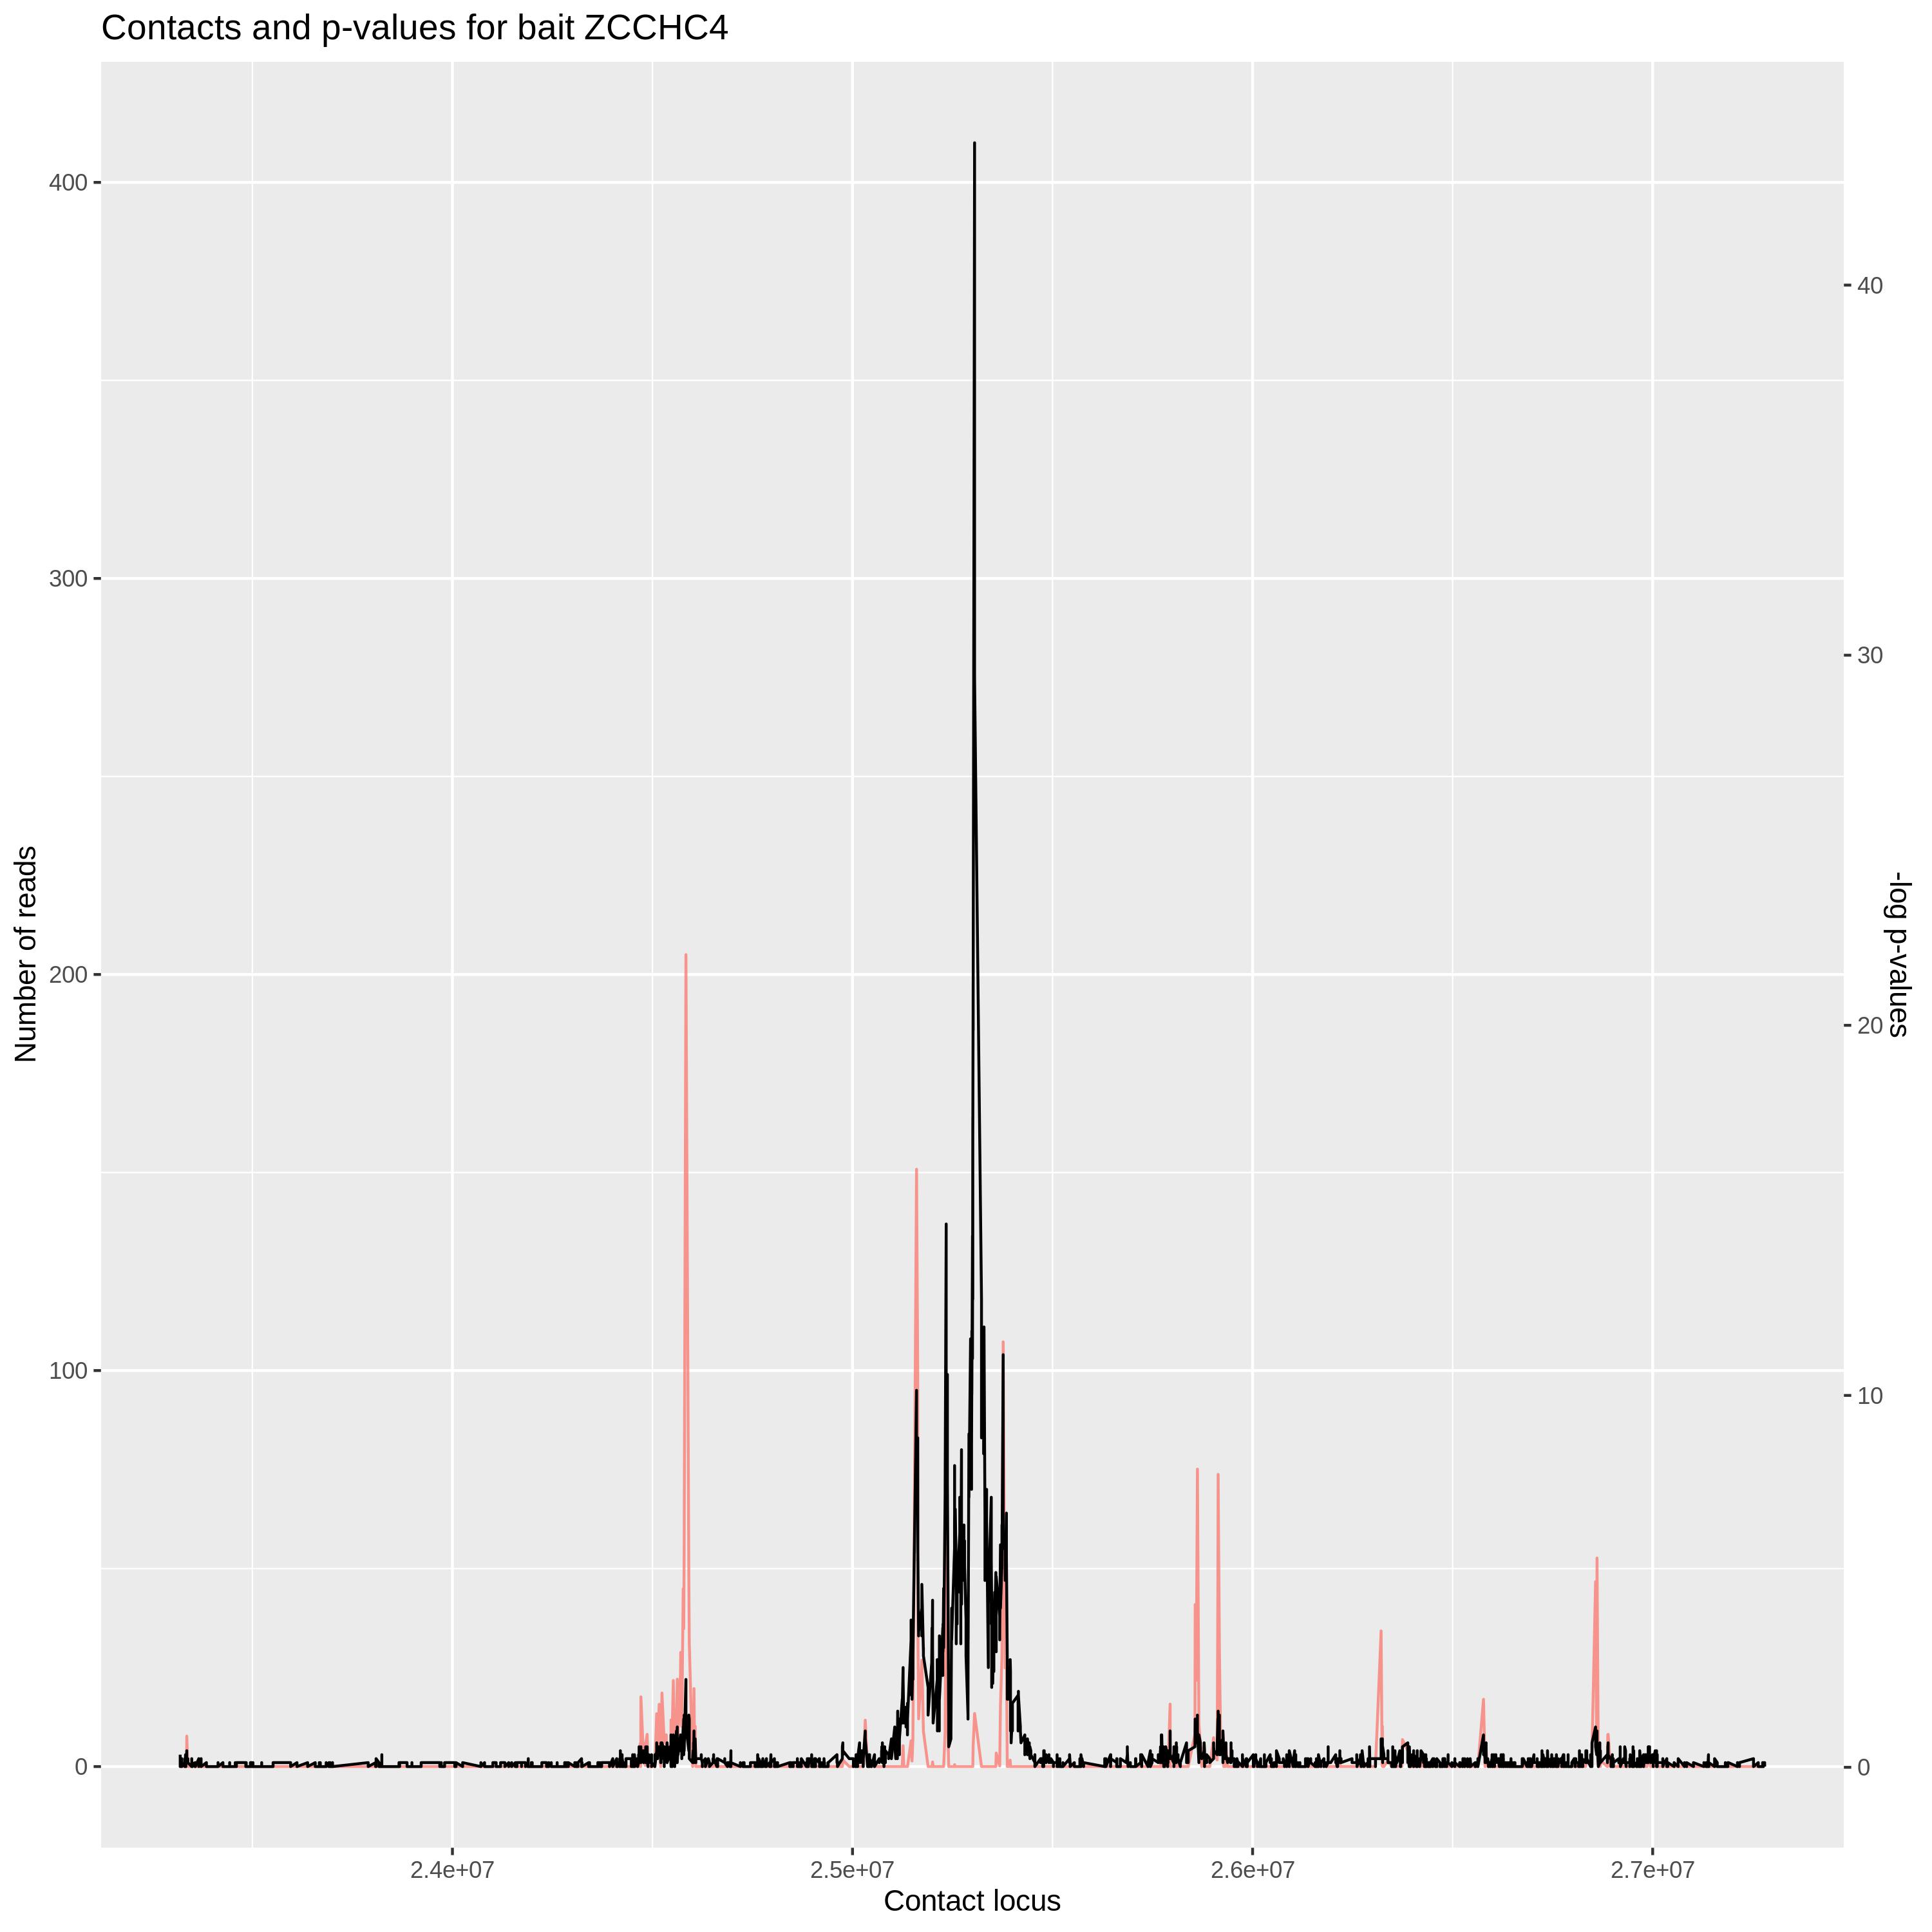 Contacts and p-values for bait ZCCHC4
400
300
200
100
0
Number of reads
40
30
20
10
0
-log p-values
2.4e+07
2.5e+07
2.6e+07
2.7e+07
Contact locus